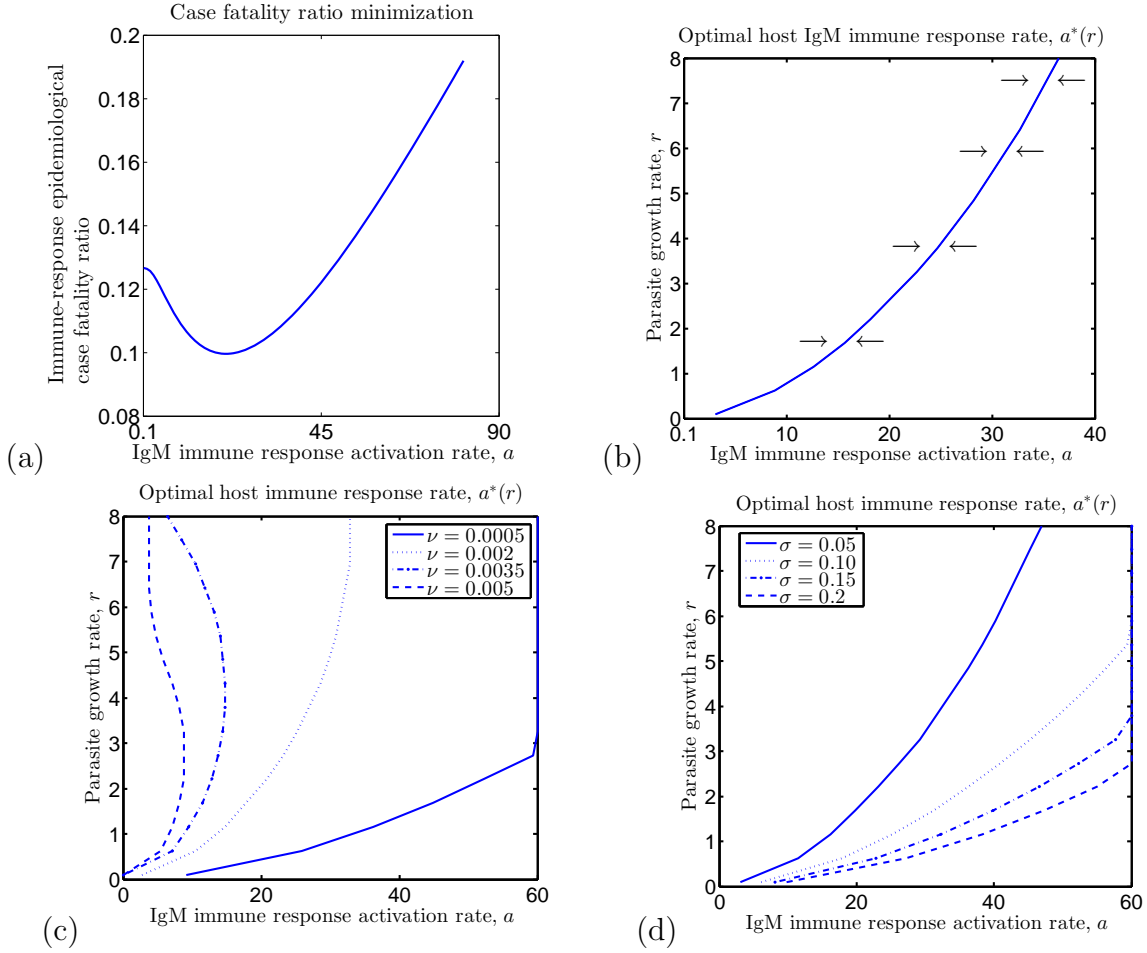 Case fatality ratio minimization
Immune-response epidemiological
case fatality ratio
0.2
0.18
0.16
0.14
0.12
0.1
0.08
0.1
45
90
IgM immune response activation rate, a
(a)
Optimal host IgM immune response rate, a*(r)
Parasite growth rate, r
8
7
6
5
4
3
2
1
0
0.1
10
20
30
40
IgM immune response activation rate, a
(b)
Optimal host immune response rate, a*(r)
Parasite growth rate, r
8
7
6
5
4
3
2
1
0
ν = 0.0005
ν = 0.002
ν = 0.0035
ν = 0.005
0
20
40
60
IgM immune response activation rate, a
(c)
Optimal host immune response rate, a*(r)
Parasite growth rate, r
8
7
6
5
4
3
2
1
0
σ = 0.05
σ = 0.10
σ = 0.15
σ = 0.2
0
20
40
60
IgM immune response activation rate, a
(d)